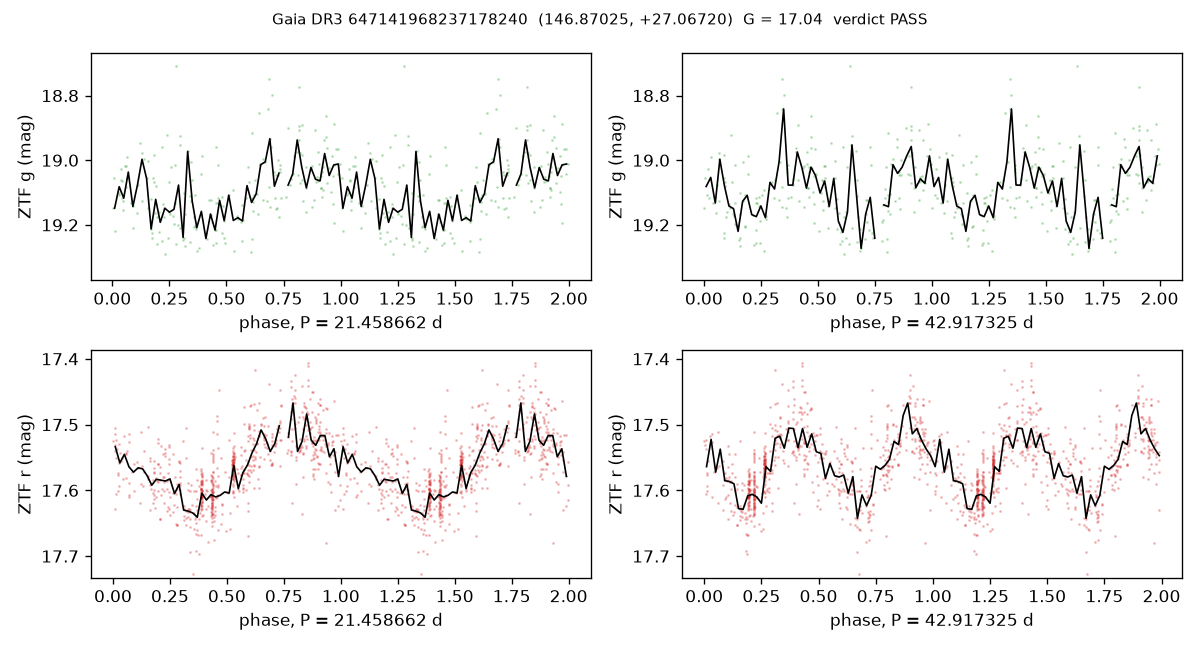 Gaia DR3 647141968237178240 (146.87025, +27.06720) G = 17.04 verdict PASS
ZTF g (mag)
18.8
19.0
19.2
0.00 0.25 0.50 0.75 1.00 1.25 1.50 1.75 2.00
phase, P = 21.458662 d
ZTF g (mag)
18.8
19.0
19.2
0.00 0.25 0.50 0.75 1.00 1.25 1.50 1.75 2.00
phase, P = 42.917325 d
ZTF r (mag)
17.4
17.5
17.6
17.7
0.00 0.25 0.50 0.75 1.00 1.25 1.50 1.75 2.00
phase, P = 21.458662 d
ZTF r (mag)
17.4
17.5
17.6
17.7
0.00 0.25 0.50 0.75 1.00 1.25 1.50 1.75 2.00
phase, P = 42.917325 d